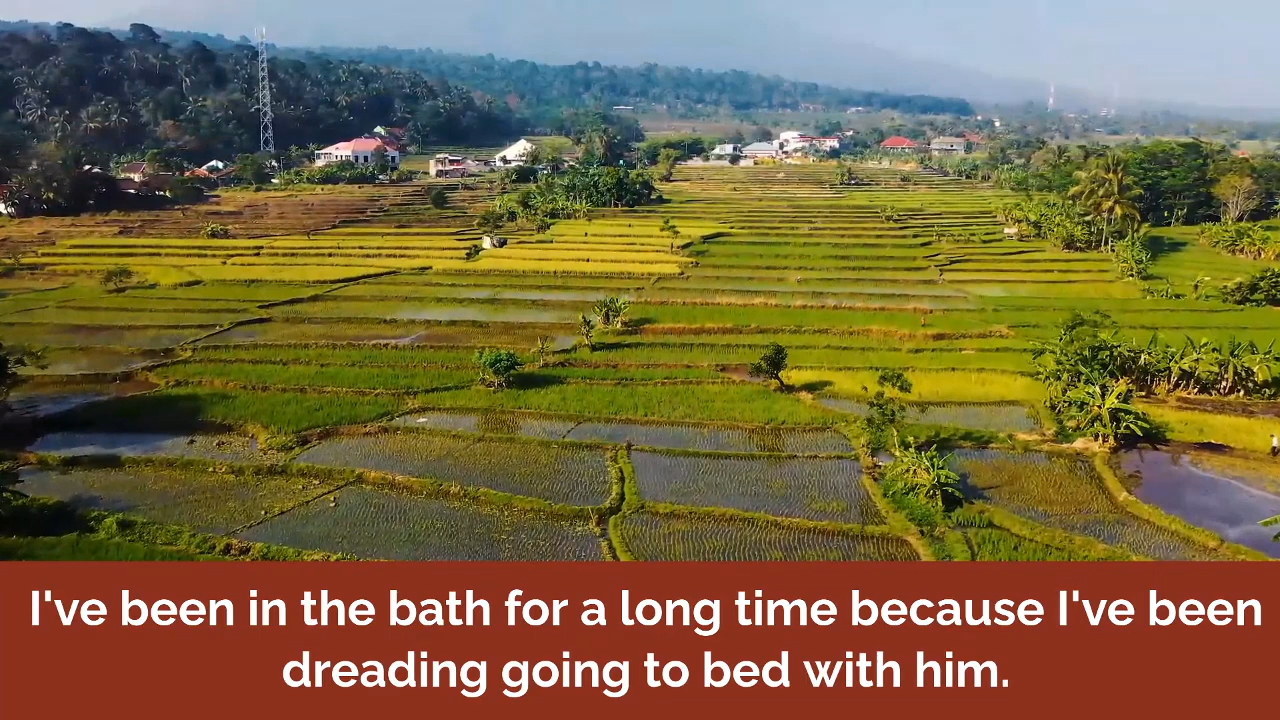 I've been in the bath for a long time because I've been
dreading going to bed with him.